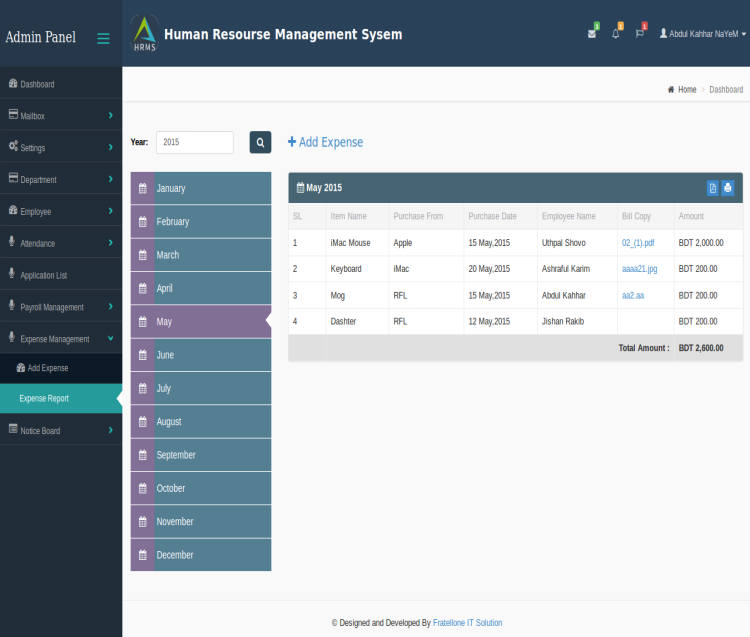 Admin Panel
HRMS
Human Resourse Management Sysem
1
1
1
Abdul Kahhar NaYeM
Home > Dashboard
Dashboard
Mailbox
Settings
Department
Employee
Attendance
Application List
Payroll Management
Expense Management
Add Expense
Expense Report
Notice Board
Year: 2015
January
February
March
April
May
June
July
August
September
October
November
December
+ Add Expense
May 2015
SL Item Name Purchase From Purchase Date Employee Name Bill Copy Amount
1 iMac Mouse Apple 15 May,2015 Uthpal Shovo 02_(1).pdf BDT 2,000.00
2 Keyboard iMac 20 May,2015 Ashraful Karim aaaa21.jpg BDT 200.00
3 Mog RFL 15 May,2015 Abdul Kahhar aa2.aa BDT 200.00
4 Dashter RFL 12 May,2015 Jishan Rakib BDT 200.00
Total Amount : BDT 2,600.00
© Designed and Developed By Fratellone IT Solution